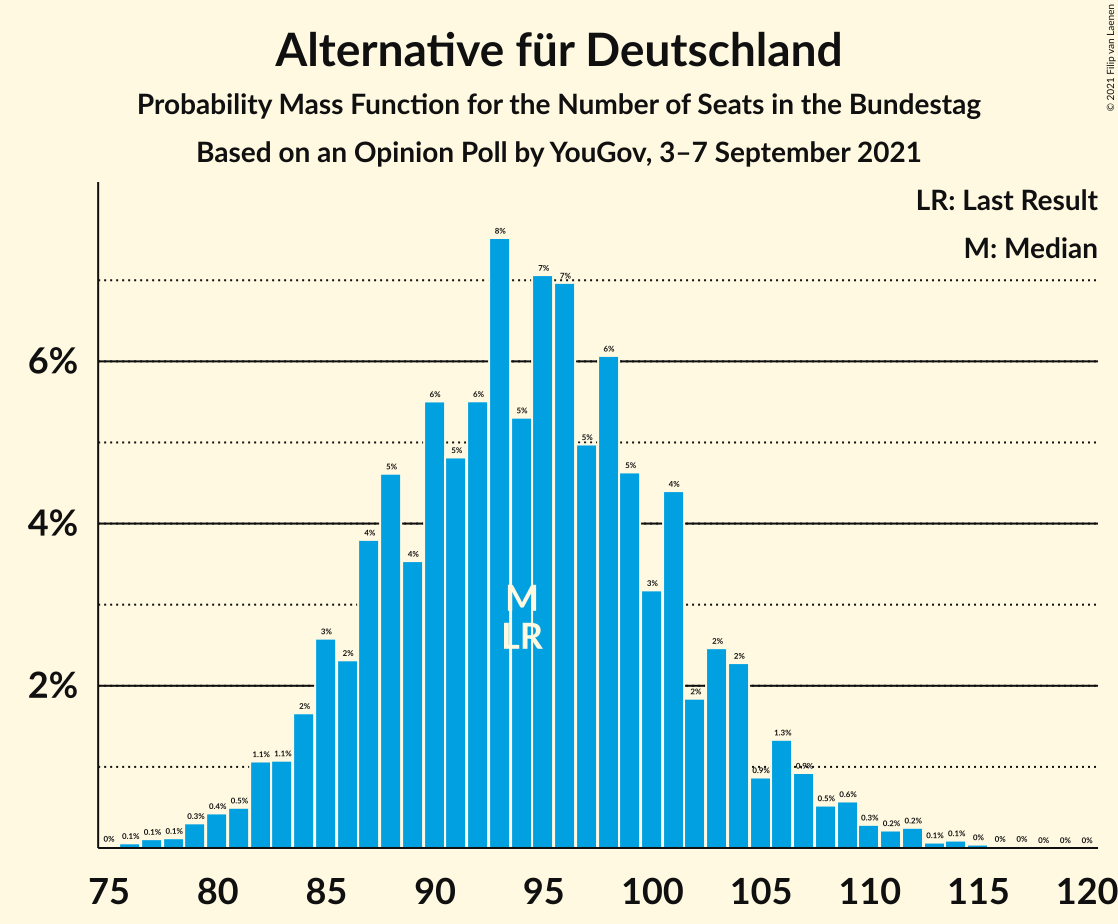 Alternative für Deutschland
Probability Mass Function for the Number of Seats in the Bundestag
Based on an Opinion Poll by YouGov, 3–7 September 2021
© 2021 Filip van Laenen
LR: Last Result
M: Median
6%
4%
2%
0% 0.1% 0.1% 0.1% 0.3% 0.4% 0.5% 1.1% 1.1% 2% 3% 2% 4% 5% 4% 6% 5% 6% 8% 5% 7% 7% 5% 6% 5% 3% 4% 2% 2% 2% 0.9% 1.3% 0.9% 0.5% 0.6% 0.3% 0.2% 0.2% 0.1% 0.1% 0% 0% 0% 0% 0% 0%
M
LR
75 80 85 90 95 100 105 110 115 120